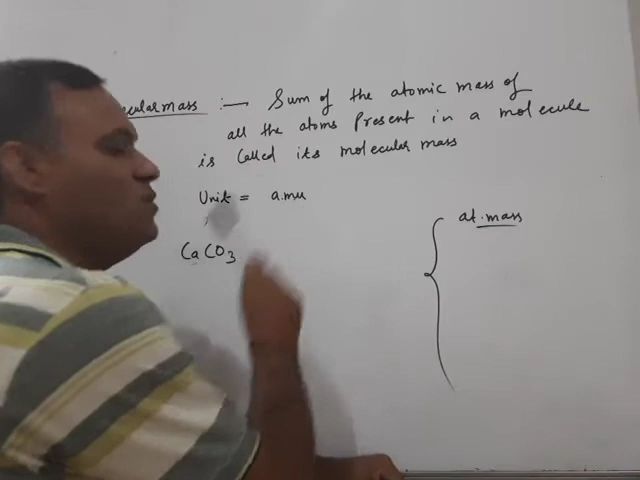 ecular mass :- Sum of the atomic mass of
all the atoms Present in a molecule
is Called its molecular mass
Unit = a.mu
at. mass
CaCO3